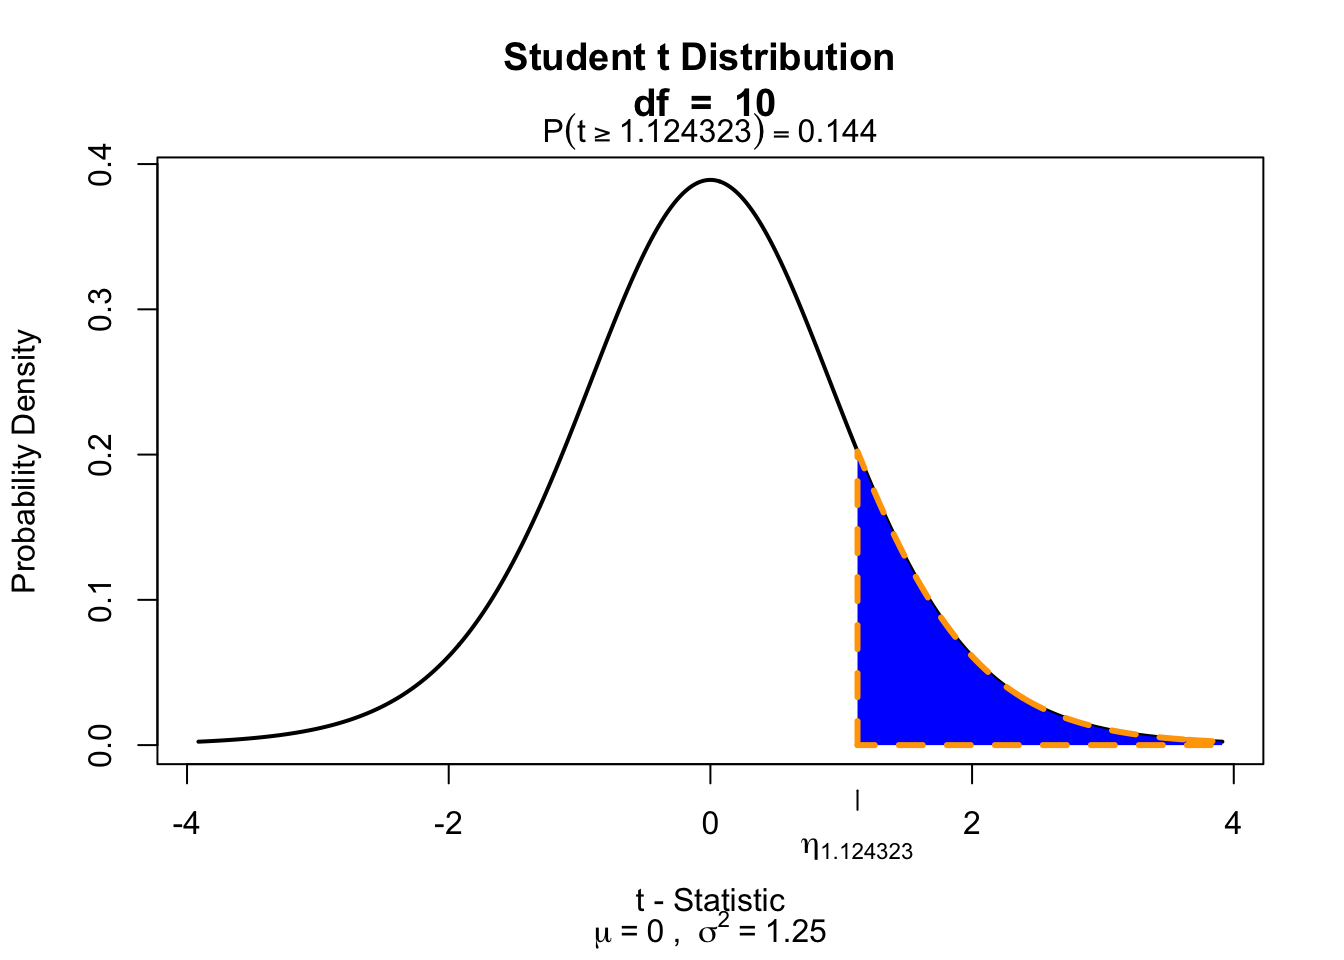 Student t Distribution
df = 10
P(t ≥ 1.124323) = 0.144
Probability Density
0.4
0.3
0.2
0.1
0.0
-4 -2 0 2 4
η1.124323
t - Statistic
μ = 0 , σ² = 1.25